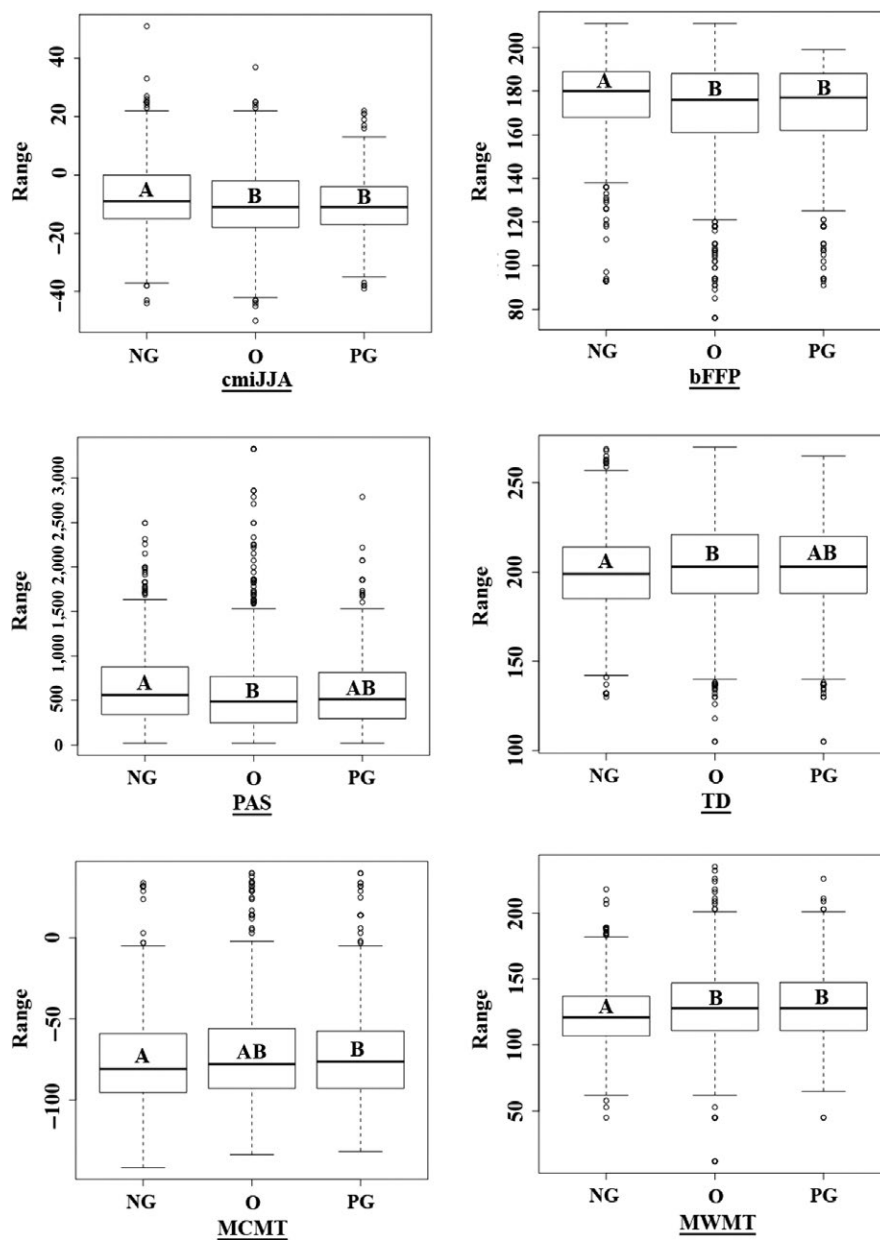 Range
40
20
0
−20
−40
A
B
B
NG
O
PG
cmiJJA
Range
200
180
160
140
120
100
80
A
B
B
NG
O
PG
bFFP
Range
3,000
2,500
2,000
1,500
1,000
500
0
A
B
AB
NG
O
PG
PAS
Range
250
200
150
100
A
B
AB
NG
O
PG
TD
Range
0
−50
−100
A
AB
B
NG
O
PG
MCMT
Range
200
150
100
50
A
B
B
NG
O
PG
MWMT